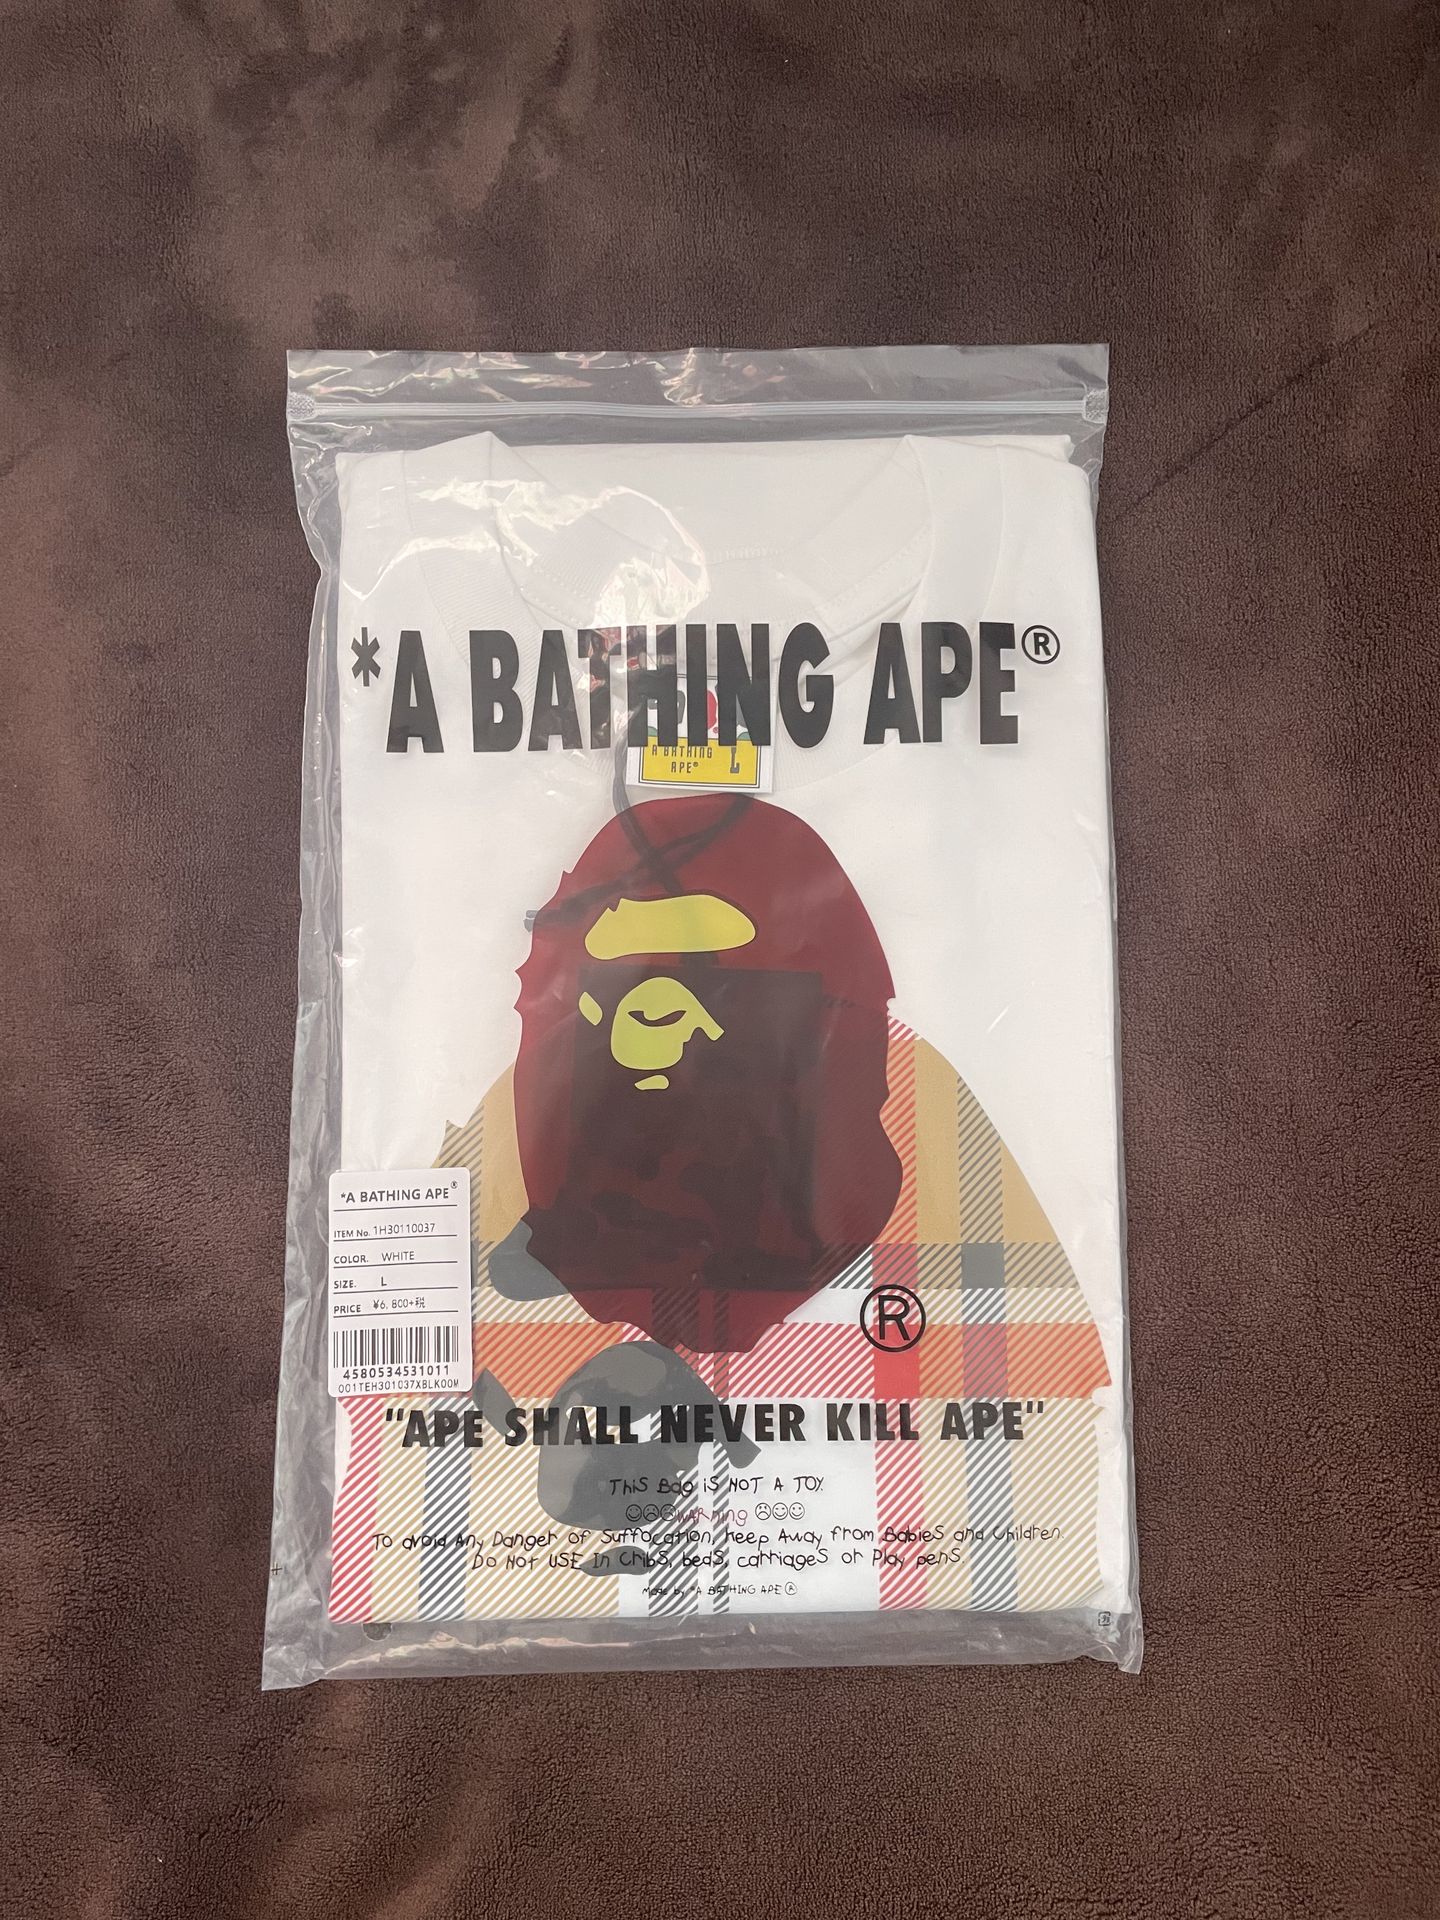 *A BATHING APE®
A BATHING
APE®
L
*A BATHING APE®
ITEM No. 1H30110037
COLOR. WHITE
SIZE. L
PRICE ¥6,800+税
4580534531011
001TEH301037XBLK00M
®
"APE SHALL NEVER KILL APE"
THiS Bag iS NOT A TOY.
WARning
To avoid Any Danger Of Suffocation, keep Away from BabieS and Children.
DO NOT USE In CribS, bedS, carriageS or Play penS.
Made by *A BATHING APE®